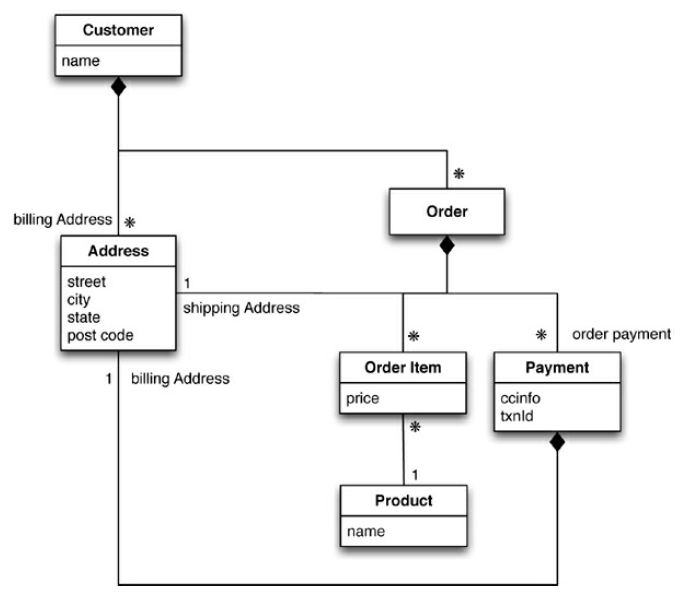 Customer
name
*
Order
billing Address *
Address
street
city
state
post code
1
shipping Address
* * order payment
Order Item
price
Payment
ccinfo
txnId
1 billing Address
*
1
Product
name